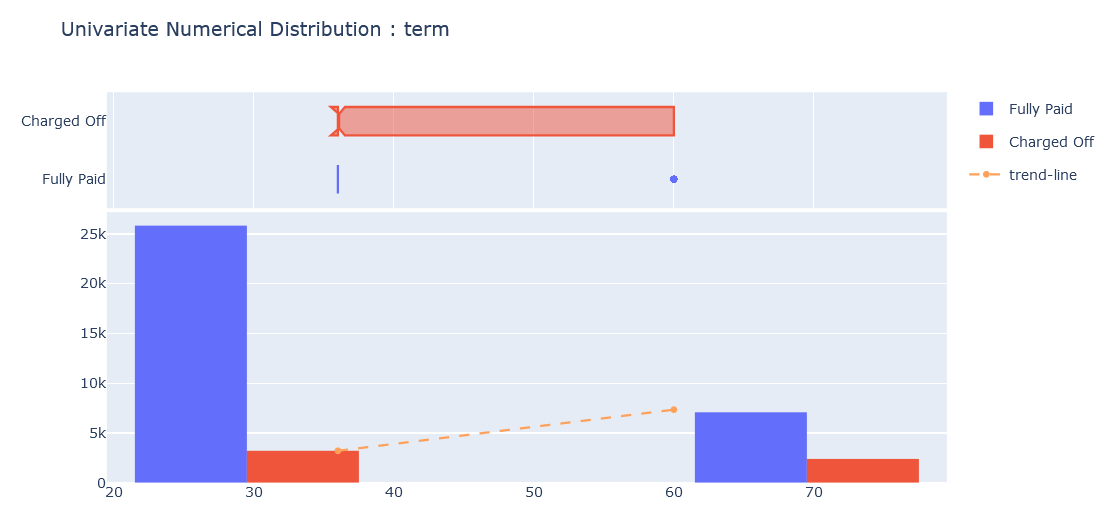 Univariate Numerical Distribution : term
Charged Off
Fully Paid
25k
20k
15k
10k
5k
0
20 30 40 50 60 70
Fully Paid
Charged Off
trend-line